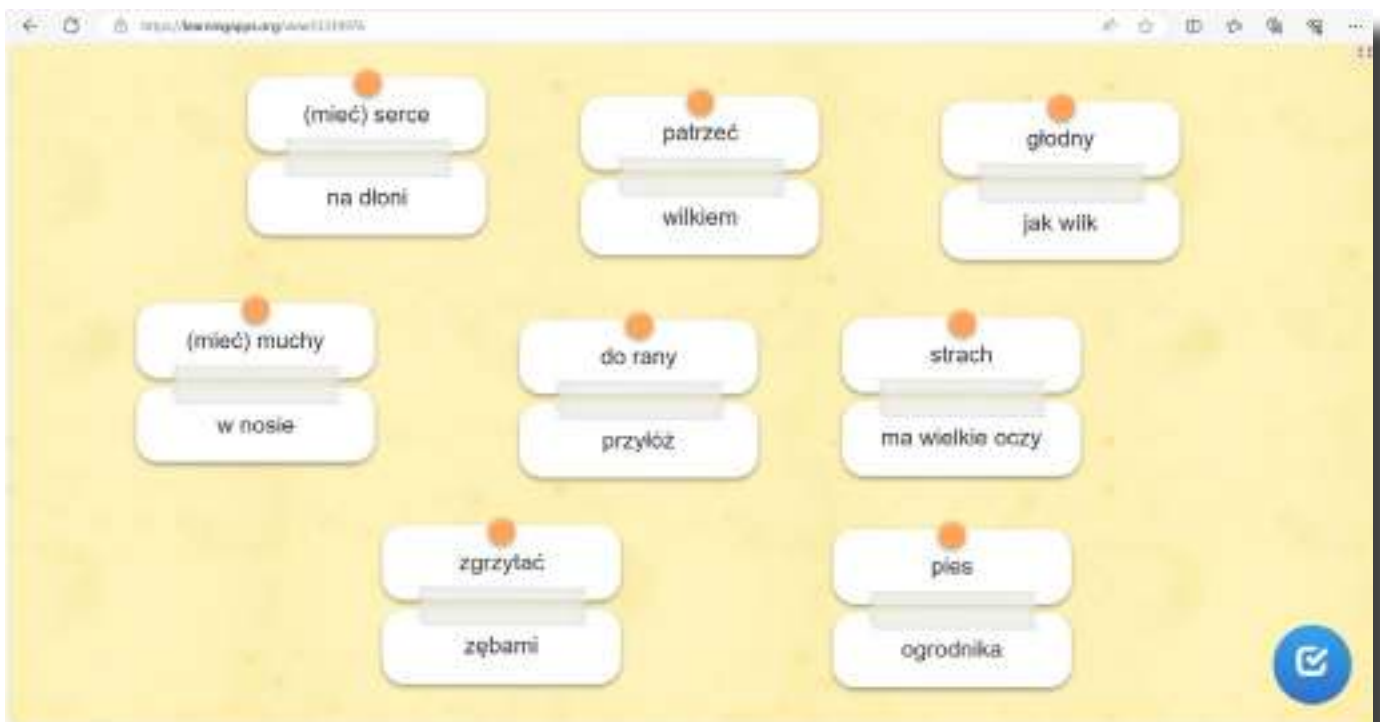 (mieć) serce
na dłoni
patrzeć
wilkiem
głodny
jak wilk
(mieć) muchy
w nosie
do rany
przyłóż
strach
ma wielkie oczy
zgrzytać
zębami
pies
ogrodnika